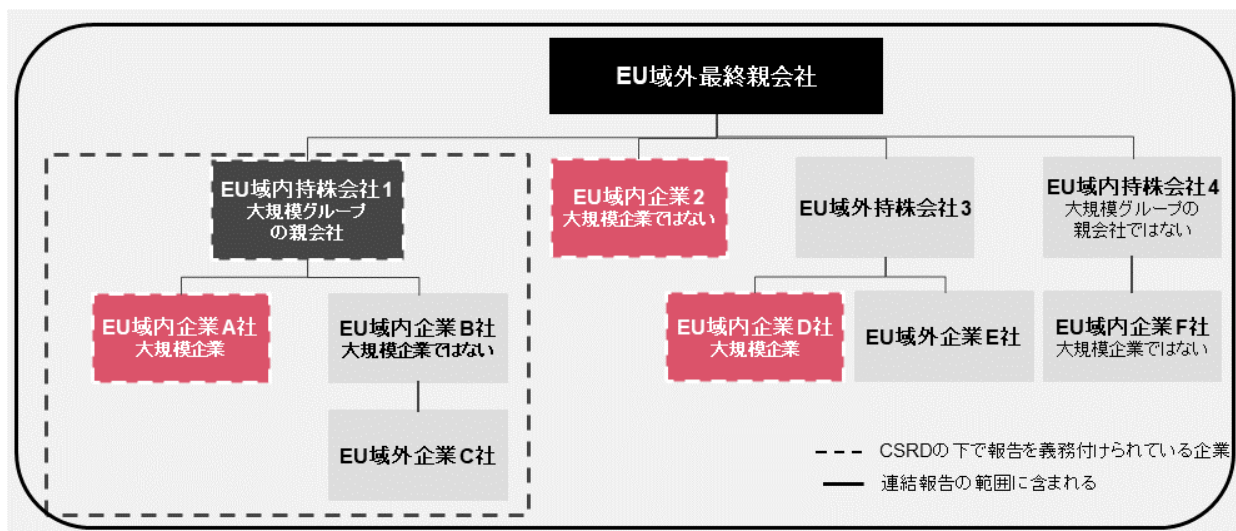 EU域外最終親会社
EU域内持株会社1
大規模グループ
の親会社
EU域内企業2
大規模企業ではない
EU域外持株会社3
EU域内持株会社4
大規模グループの
親会社ではない
EU域内企業A社
大規模企業
EU域内企業B社
大規模企業ではない
EU域内企業D社
大規模企業
EU域外企業E社
EU域内企業F社
大規模企業ではない
EU域外企業C社
CSRDの下で報告を義務付けられている企業
連結報告の範囲に含まれる